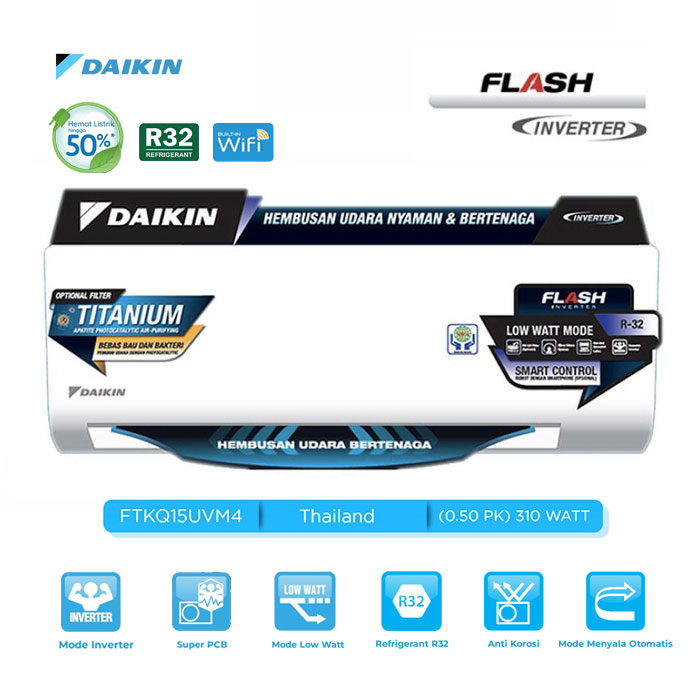 DAIKIN
FLASH
INVERTER
Hemat Listrik
hingga
50%*
R32
REFRIGERANT
BUILT-IN
WiFi
DAIKIN
HEMBUSAN UDARA NYAMAN & BERTENAGA
INVERTER
OPTIONAL FILTER
TITANIUM
APATITE PHOTOCATALYTIC AIR-PURIFYING
BEBAS BAU DAN BAKTERI
DAIKIN
FLASH
INVERTER
LOW WATT MODE
R-32
SMART CONTROL
HEMBUSAN UDARA BERTENAGA
FTKQ15UVM4
Thailand
(0.50 PK) 310 WATT
INVERTER
LOW WATT
R32
Mode Inverter
Super PCB
Mode Low Watt
Refrigerant R32
Anti Korosi
Mode Menyala Otomatis